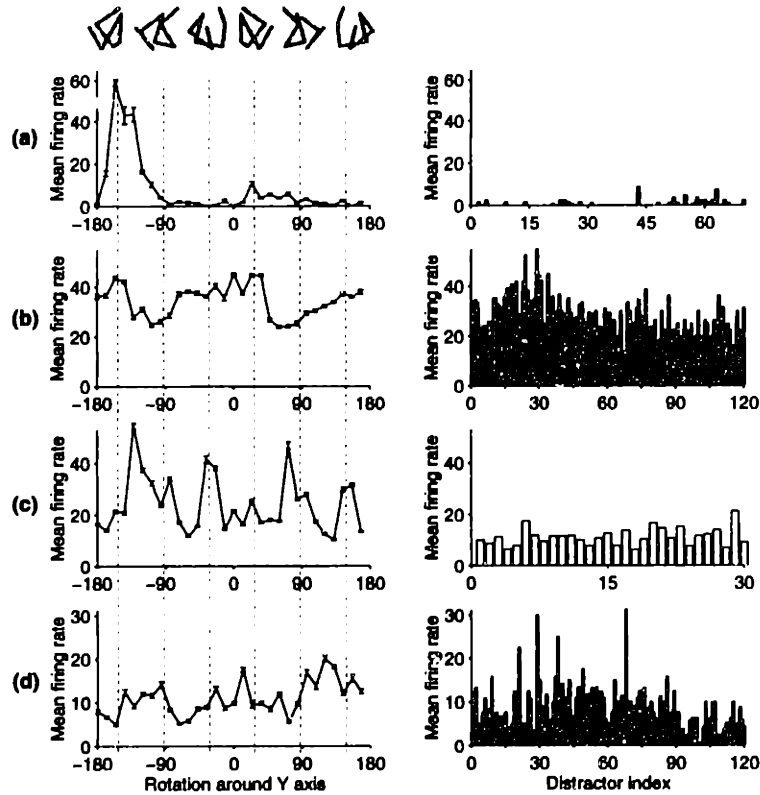 (a)
Mean firing rate
60
40
20
0
-180 -90 0 90 180
Mean firing rate
60
40
20
0
0 15 30 45 60
(b)
Mean firing rate
40
20
0
-180 -90 0 90 180
Mean firing rate
40
20
0
0 30 60 90 120
(c)
Mean firing rate
40
20
0
-180 -90 0 90 180
Mean firing rate
40
20
0
0 15 30
(d)
Mean firing rate
30
20
10
0
-180 -90 0 90 180
Rotation around Y axis
Mean firing rate
30
20
10
0
0 30 60 90 120
Distractor index